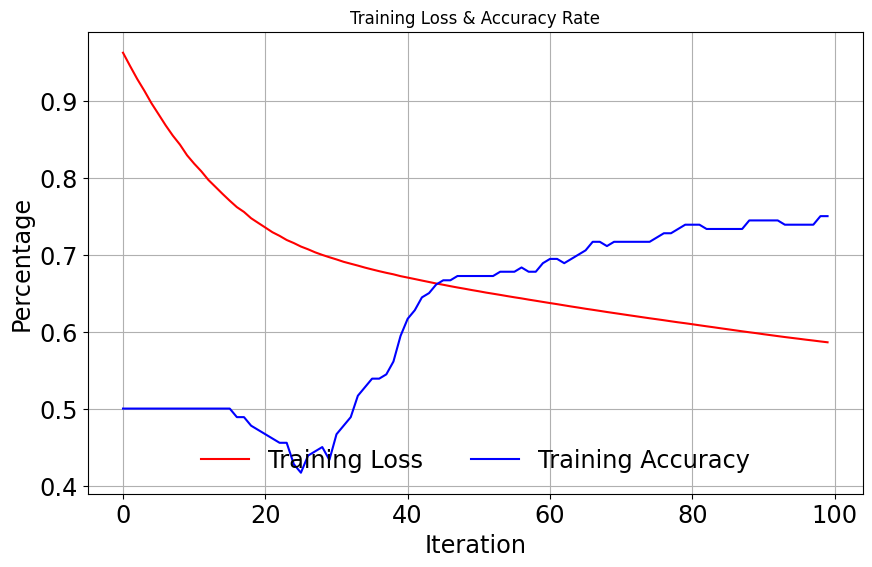 Training Loss & Accuracy Rate
Percentage
0.9
0.8
0.7
0.6
0.5
0.4
Training Loss Training Accuracy
0 20 40 60 80 100
Iteration